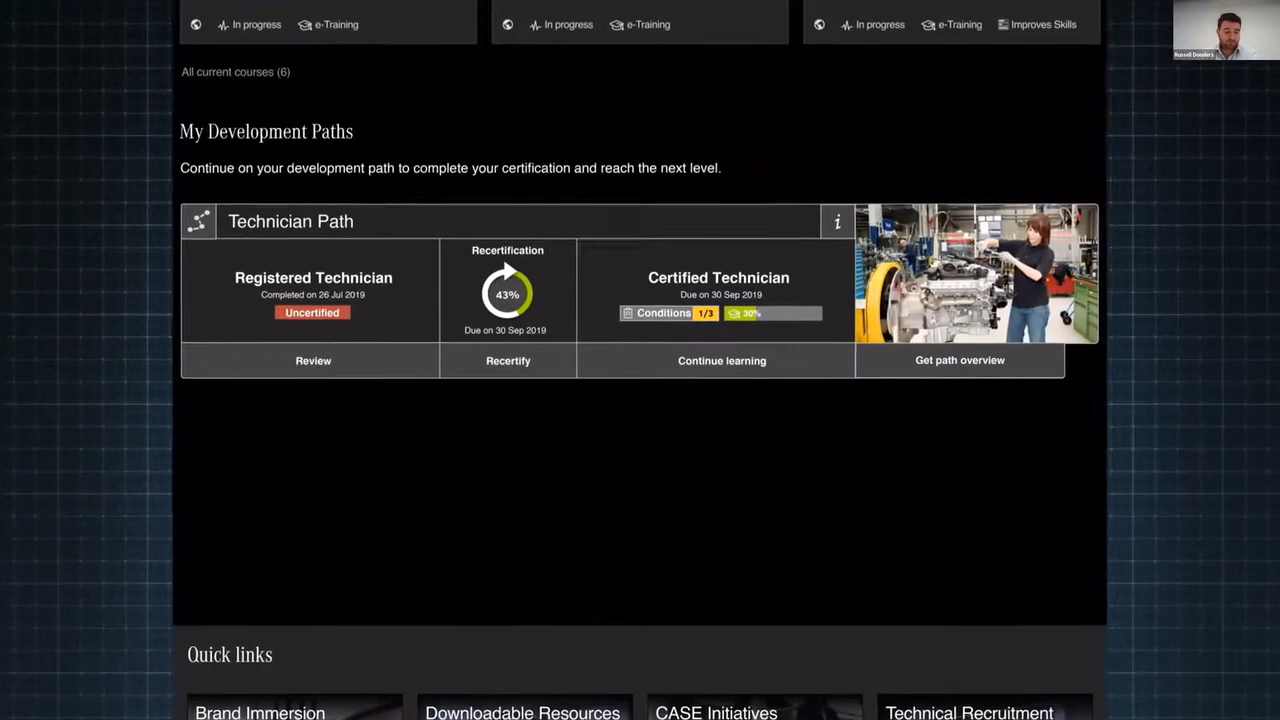 In progress e-Training
In progress e-Training
In progress e-Training Improves Skills
Russell Donders
All current courses (6)
My Development Paths
Continue on your development path to complete your certification and reach the next level.
Technician Path
i
Registered Technician
Completed on 26 Jul 2019
Uncertified
Review
Recertification
43%
Due on 30 Sep 2019
Recertify
Certified Technician
Due on 30 Sep 2019
Conditions 1/3 30%
Continue learning
Get path overview
Quick links
Brand Immersion
Downloadable Resources
CASE Initiatives
Technical Recruitment